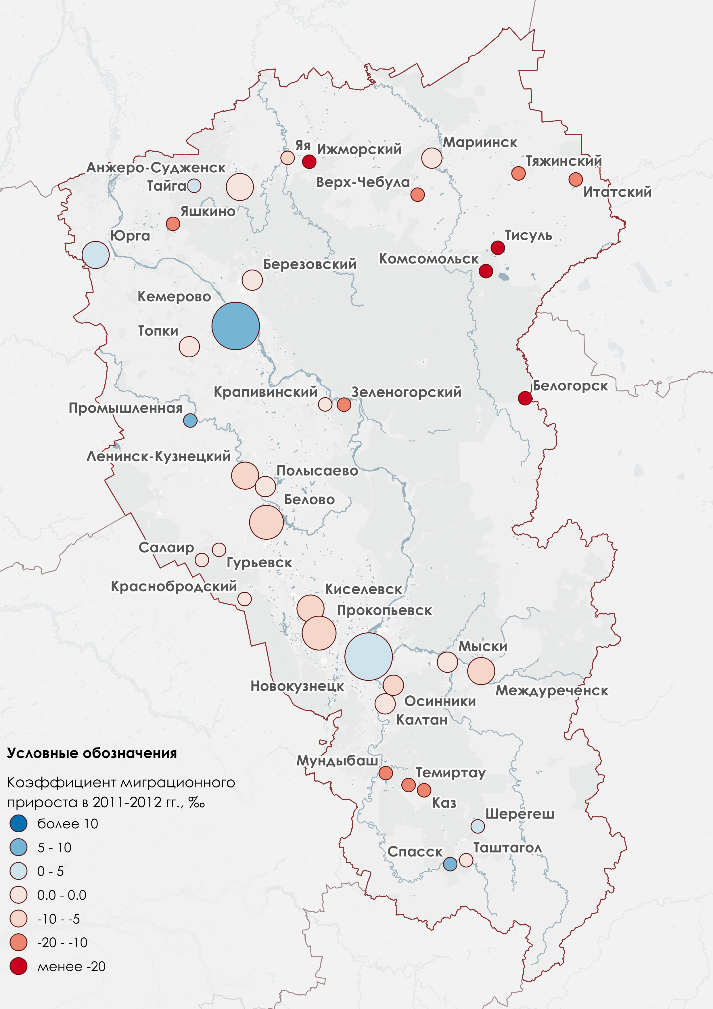 Яя
Ижморский
Мариинск
Анжеро-Судженск
Тайга
Верх-Чебула
Тяжинский
Итатский
Яшкино
Юрга
Тисуль
Комсомольск
Березовский
Кемерово
Топки
Крапивинский
Зеленогорский
Белогорск
Промышленная
Ленинск-Кузнецкий
Полысаево
Белово
Салаир
Гурьевск
Краснобродский
Киселевск
Прокопьевск
Мыски
Новокузнецк
Междуреченск
Осинники
Калтан
Мундыбаш
Темиртау
Каз
Шерегеш
Спасск
Таштагол
Условные обозначения
Коэффициент миграционного
прироста в 2011-2012 гг., ‰
более 10
5 - 10
0 - 5
0.0 - 0.0
-10 - -5
-20 - -10
менее -20